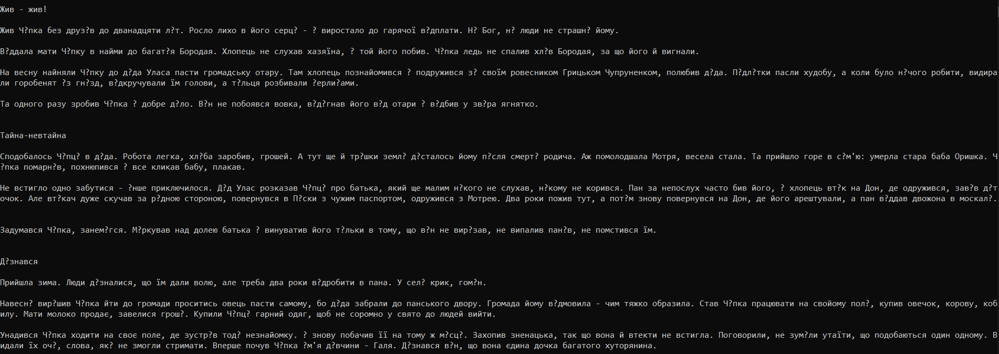 Жив - жив!
Жив Ч?пка без друз?в до дванадцяти л?т. Росло лихо в його серц? - ? виростало до гарячої в?дплати. Н? Бог, н? люди не страшн? йому.
В?ддала мати Ч?пку в найми до багат?я Бородая. Хлопець не слухав хазяїна, ? той його побив. Ч?пка ледь не спалив хл?в Бородая, за що його й вигнали.
На весну найняли Ч?пку до д?да Уласа пасти громадську отару. Там хлопець познайомився ? подружився з? своїм ровесником Грицьком Чупруненком, полюбив д?да. П?дл?тки пасли худобу, а коли було н?чого робити, видира
ли горобенят ?з гн?зд, в?дкручували їм голови, а т?льця розбивали ?ерли?ами.
Та одного разу зробив Ч?пка ? добре д?ло. В?н не побоявся вовка, в?д?гнав його в?д отари ? в?дбив у зв?ра ягнятко.
Тайна-невтайна
Сподобалось Ч?пц? в д?да. Робота легка, хл?ба заробив, грошей. А тут ще й тр?шки земл? д?сталось йому п?сля смерт? родича. Аж помолодшала Мотря, весела стала. Та прийшло горе в с?м'ю: умерла стара баба Оришка. Ч
?пка помарн?в, похнюпився ? все кликав бабу, плакав.
Не встигло одно забутися - ?нше приключилося. Д?д Улас розказав Ч?пц? про батька, який ще малим н?кого не слухав, н?кому не корився. Пан за непослух часто бив його, ? хлопець вт?к на Дон, де одружився, зав?в д?т
очок. Але вт?кач дуже скучав за р?дною стороною, повернувся в П?ски з чужим паспортом, одружився з Мотрею. Два роки пожив тут, а пот?м знову повернувся на Дон, де його арештували, а пан в?ддав двожона в москал?.
Задумався Ч?пка, занем?гся. М?ркував над долею батька ? винуватив його т?льки в тому, що в?н не вир?зав, не випалив пан?в, не помстився їм.
Д?знався
Прийшла зима. Люди д?зналися, що їм дали волю, але треба два роки в?дробити в пана. У сел? крик, гом?н.
Навесн? вир?шив Ч?пка йти до громади проситись овець пасти самому, бо д?да забрали до панського двору. Громада йому в?дмовила - чим тяжко образила. Став Ч?пка працювати на свойому пол?, купив овечок, корову, коб
илу. Мати молоко продає, завелися грош?. Купили Ч?пц? гарний одяг, щоб не соромно у свято до людей вийти.
Унадився Ч?пка ходити на своє поле, де зустр?в тод? незнайомку. ? знову побачив її на тому ж м?сц?. Захопив зненацька, так що вона й втекти не встигла. Поговорили, не зум?ли утаїти, що подобаються один одному. В
идали їх оч?, слова, як? не змогли стримати. Вперше почув Ч?пка ?м'я д?вчини - Галя. Д?знався в?н, що вона єдина дочка багатого хуторянина.